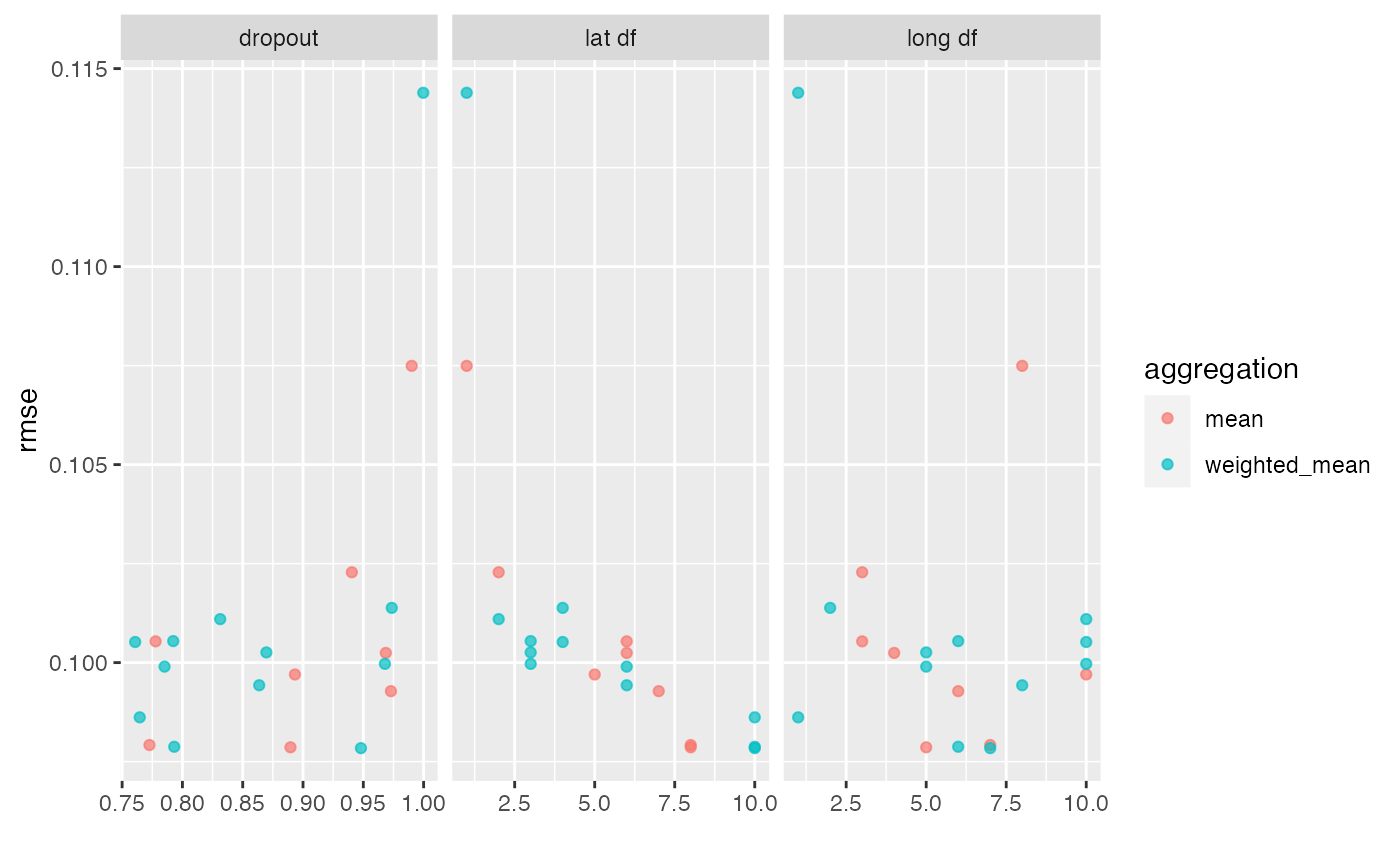 dropout lat df long df
0.115
0.110
0.105
0.100
rmse
0.75 0.80 0.85 0.90 0.95 1.00 2.5 5.0 7.5 10.0 2.5 5.0 7.5 10.0
aggregation
mean
weighted_mean